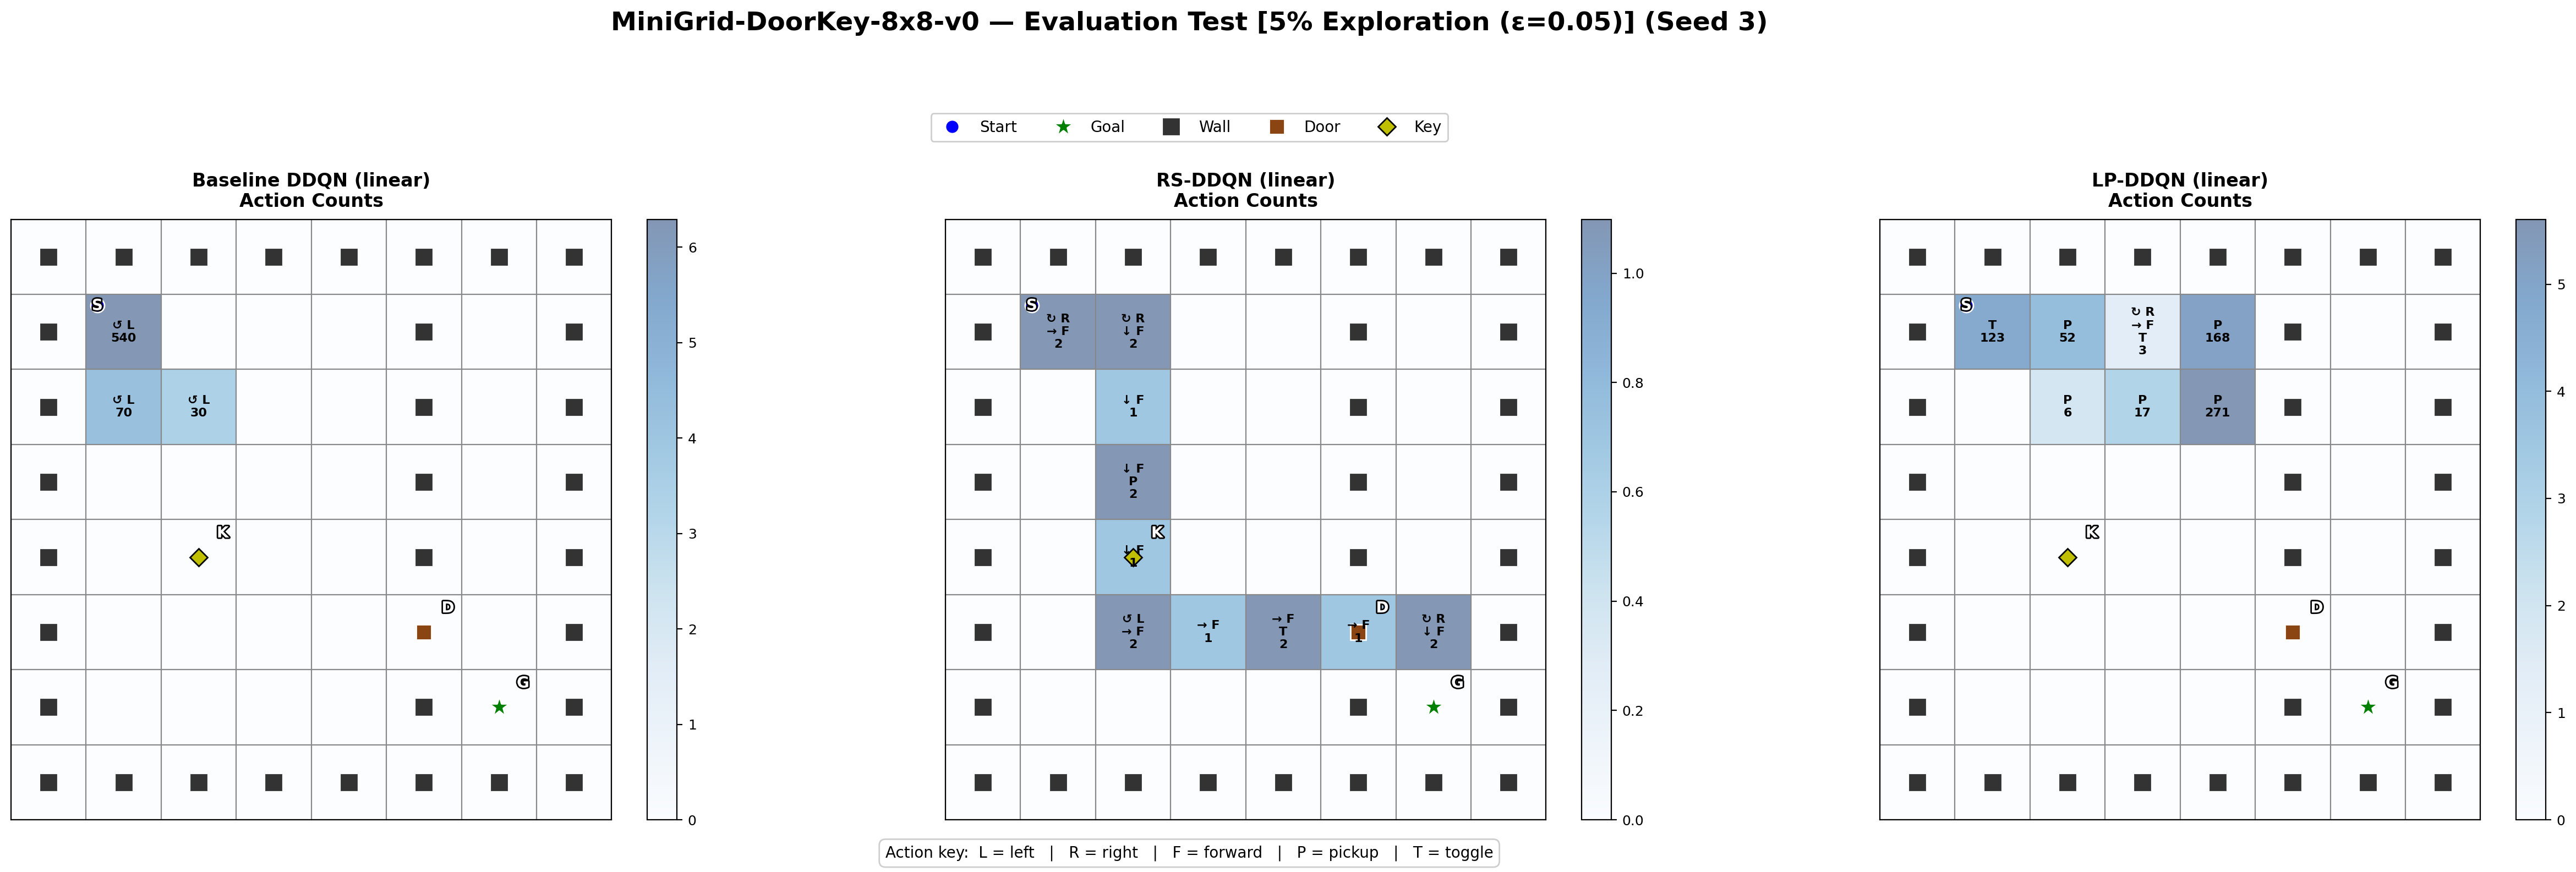 MiniGrid-DoorKey-8x8-v0 — Evaluation Test [5% Exploration (ε=0.05)] (Seed 3)
Start Goal Wall Door Key
Baseline DDQN (linear)
Action Counts
S
↺ L
540
↺ L
70
↺ L
30
K
D
G
6
5
4
3
2
1
0
RS-DDQN (linear)
Action Counts
S
↻ R
→ F
2
↻ R
↓ F
2
↓ F
1
↓ F
P
2
K
↓ F
1
↺ L
→ F
2
→ F
1
→ F
T
2
D
→ F
1
↻ R
↓ F
2
G
1.0
0.8
0.6
0.4
0.2
0.0
LP-DDQN (linear)
Action Counts
S
T
123
P
52
↻ R
→ F
T
3
P
168
P
6
P
17
P
271
K
D
G
5
4
3
2
1
0
Action key: L = left | R = right | F = forward | P = pickup | T = toggle